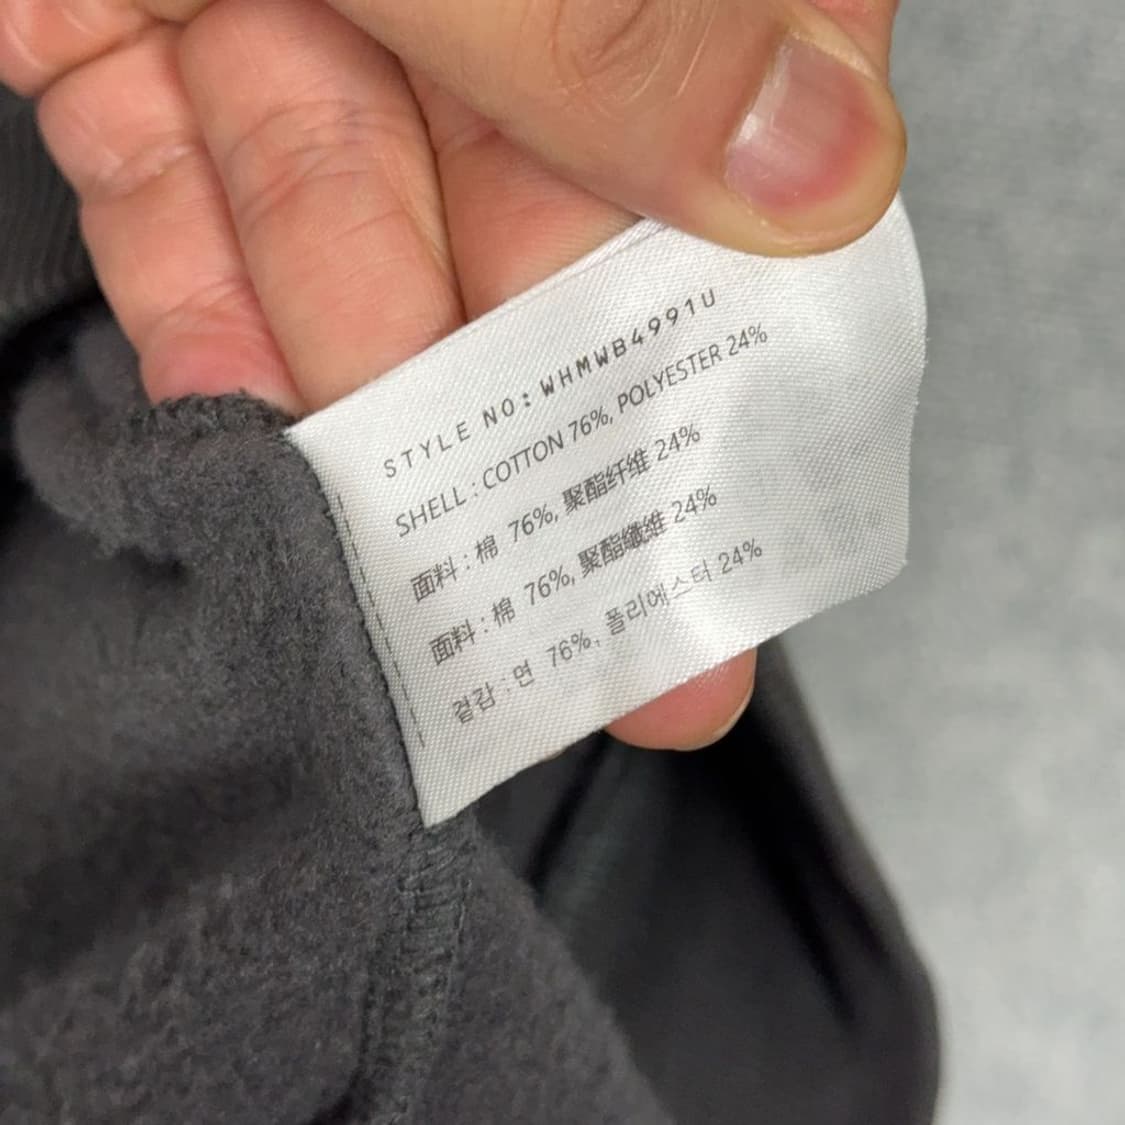 STYLE NO:WHMWB4991U
SHELL : COTTON 76%, POLYESTER 24%
面料 : 棉 76%, 聚酯纤维 24%
面料 : 棉 76%, 聚酯纖維 24%
겉감 : 면 76%, 폴리에스터 24%